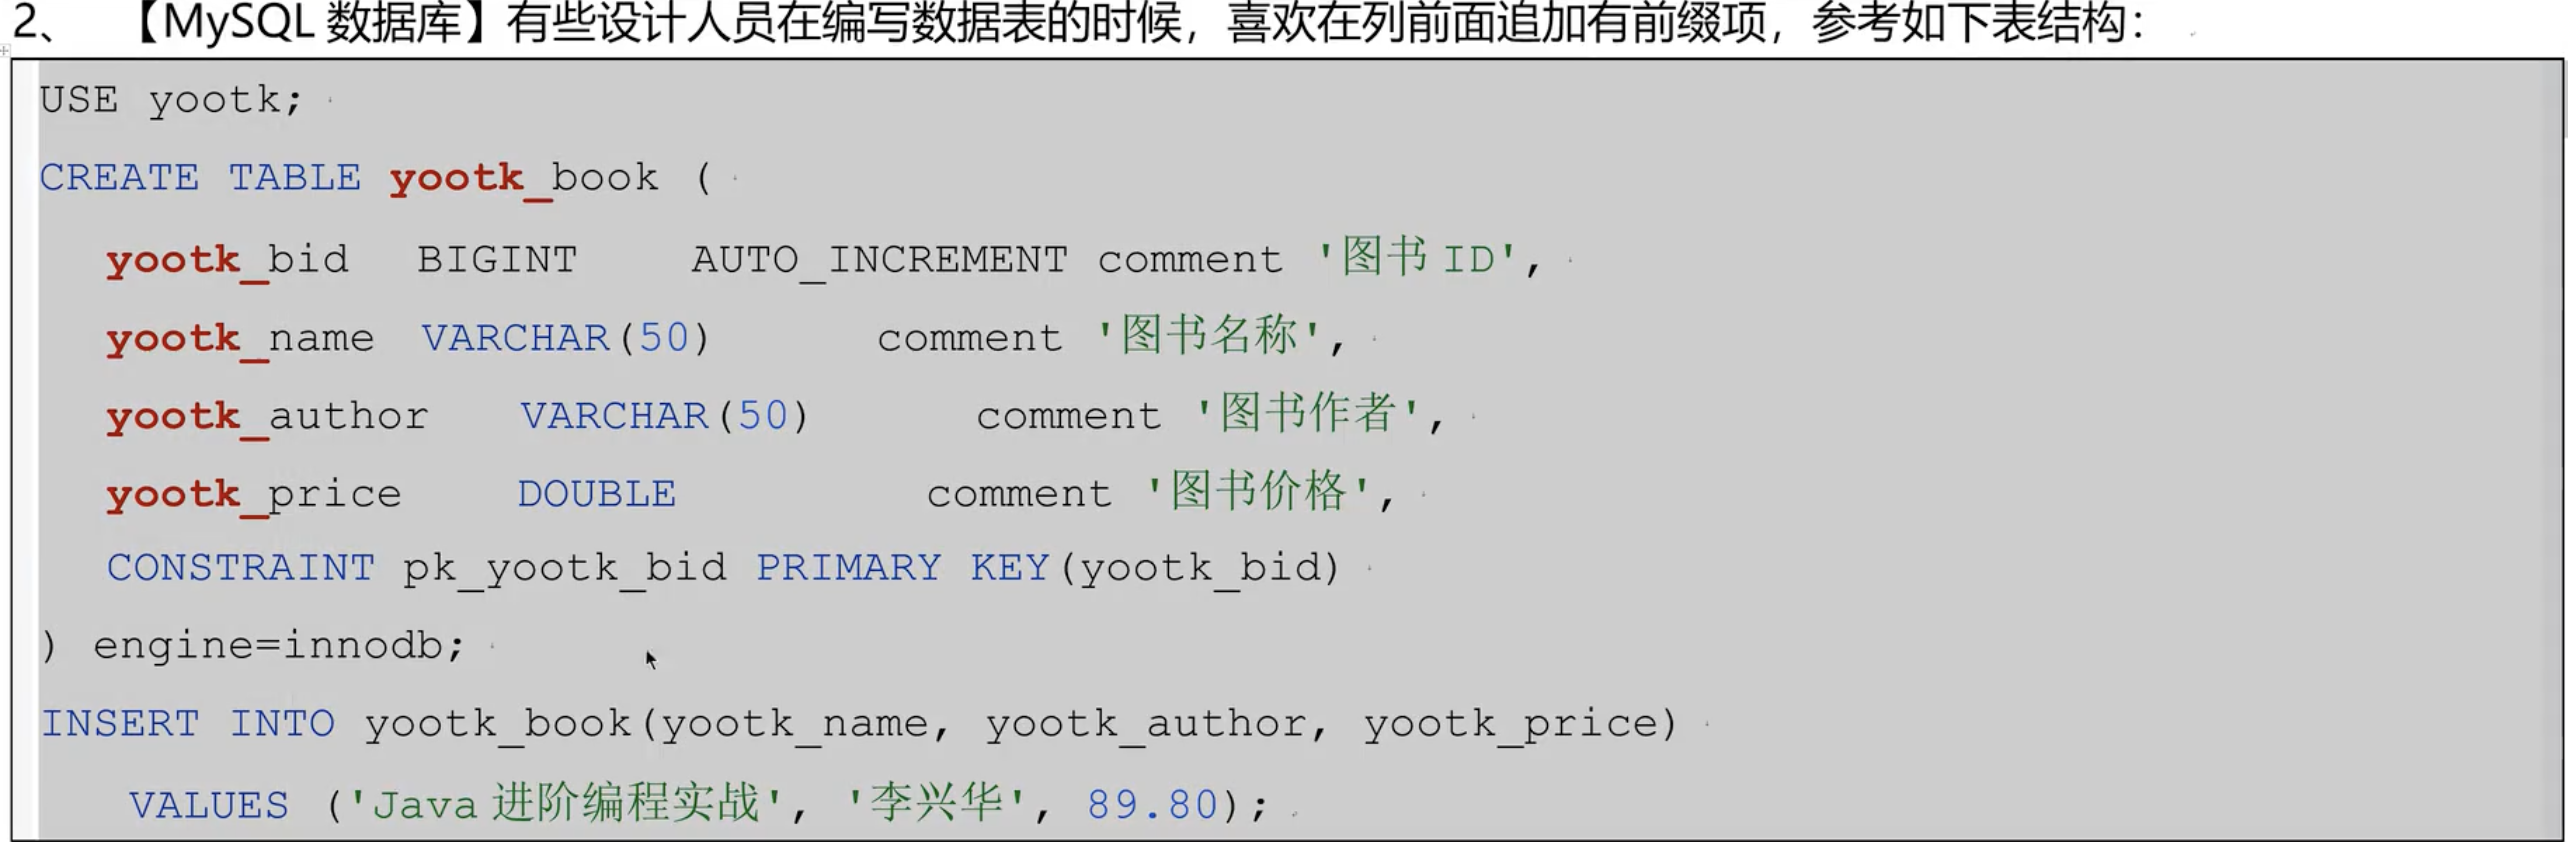 2、 【MySQL 数据库】有些设计人员在编写数据表的时候，喜欢在列前面追加有前缀项，参考如下表结构：
USE yootk;
CREATE TABLE yootk_book (
yootk_bid BIGINT AUTO_INCREMENT comment '图书 ID',
yootk_name VARCHAR(50) comment '图书名称',
yootk_author VARCHAR(50) comment '图书作者',
yootk_price DOUBLE comment '图书价格',
CONSTRAINT pk_yootk_bid PRIMARY KEY(yootk_bid)
) engine=innodb;
INSERT INTO yootk_book(yootk_name, yootk_author, yootk_price)
VALUES ('Java 进阶编程实战', '李兴华', 89.80);